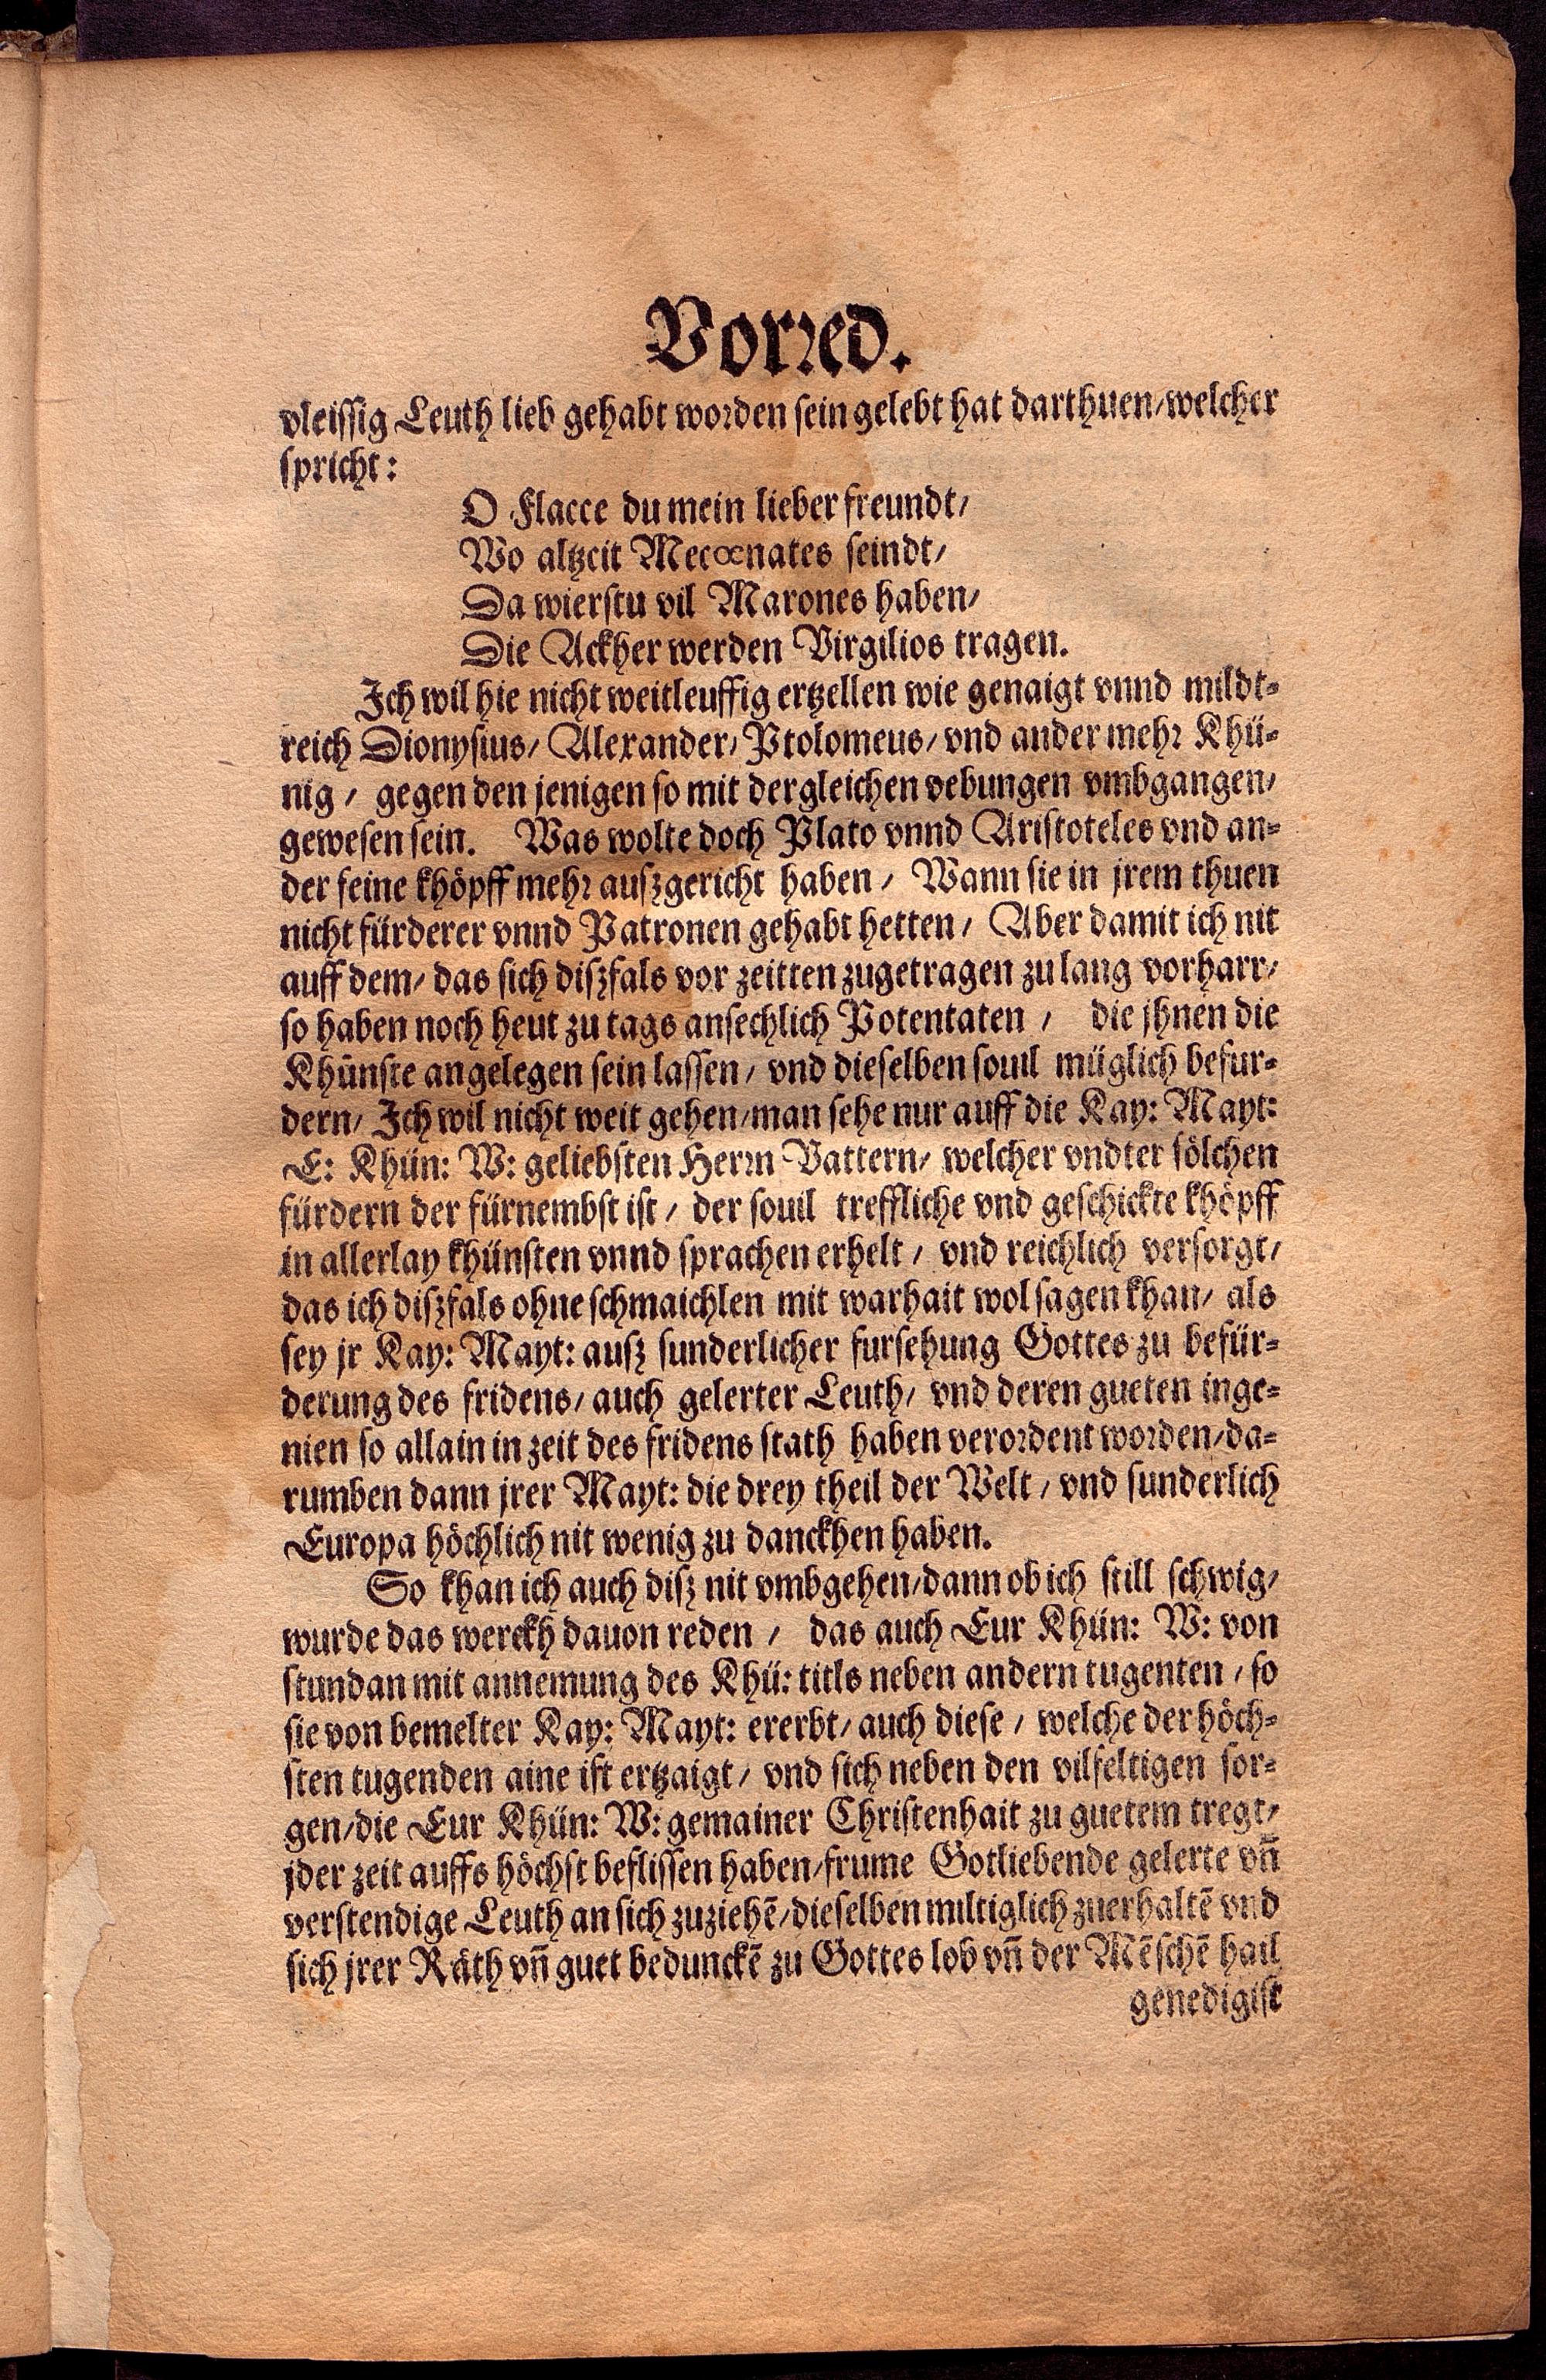 Vorred.
vleissig Leuth lieb gehabt worden sein gelebt hat darthuen/welcher
spricht:
O Flacce du mein lieber freundt/
Wo altzeit Mecœnates seindt/
Da wierstu vil Marones haben/
Die Ackher werden Virgilios tragen.
Ich wil hie nicht weitleuffig ertzellen wie genaigt vnnd mildt-
reich Dionysius/ Alexander/ Ptolomeus/ vnd ander mehr Khü-
nig/ gegen den jenigen so mit dergleichen vebungen vmbgangen/
gewesen sein. Was wolte doch Plato vnnd Aristoteles vnd an-
der feine khöpff mehr außgericht haben/ Wann sie in jrem thuen
nicht fürderer vnnd Patronen gehabt hetten/ Aber damit ich nit
auff dem/ das sich dißfals vor zeitten zugetragen zu lang vorharr/
so haben noch heut zu tags ansechlich Potentaten/ die jhnen die
Khünste angelegen sein lassen/ vnd dieselben souil müglich befur-
dern/ Ich wil nicht weit gehen/man sehe nur auff die Kay: Mayt:
E: Khün: W: geliebsten Herrn Vattern/ welcher vndter sölchen
fürdern der fürnembst ist/ der souil treffliche vnd geschickte khöpff
in allerlay khünsten vnnd sprachen erhelt/ vnd reichlich versorgt/
das ich dißfals ohne schmaichlen mit warhait wol sagen khan/ als
sey jr Kay: Mayt: auß sunderlicher fursehung Gottes zu befür-
derung des fridens/ auch gelerter Leuth/ vnd deren gueten inge-
nien so allain in zeit des fridens stath haben verordent worden/da-
rumben dann jrer Mayt: die drey theil der Welt/ vnd sunderlich
Europa höchlich nit wenig zu danckhen haben.
So khan ich auch diß nit vmbgehen/dann ob ich still schwig/
wurde das werckh dauon reden/ das auch Eur Khün: W: von
stundan mit annemung des Khü: titls neben andern tugenten/ so
sie von bemelter Kay: Mayt: ererbt/ auch diese/ welche der höch-
sten tugenden aine ist ertzaigt/ vnd sich neben den vilfeltigen sor-
gen/die Eur Khün: W: gemainer Christenhait zu guetem tregt/
jder zeit auffs höchst beflissen haben/frume Gotliebende gelerte vñ
verstendige Leuth an sich zuziehẽ/dieselben miltiglich zuerhaltẽ vnd
sich jrer Räth vñ guet bedunckẽ zu Gottes lob vñ der Mẽschẽ hail
genedigist